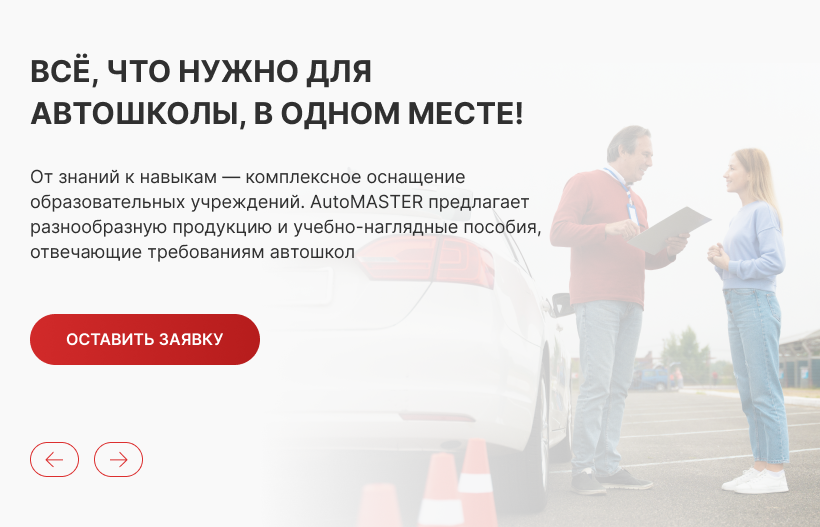 ВСЁ, ЧТО НУЖНО ДЛЯ
АВТОШКОЛЫ, В ОДНОМ МЕСТЕ!
От знаний к навыкам — комплексное оснащение
образовательных учреждений. AutoMASTER предлагает
разнообразную продукцию и учебно-наглядные пособия,
отвечающие требованиям автошкол
ОСТАВИТЬ ЗАЯВКУ